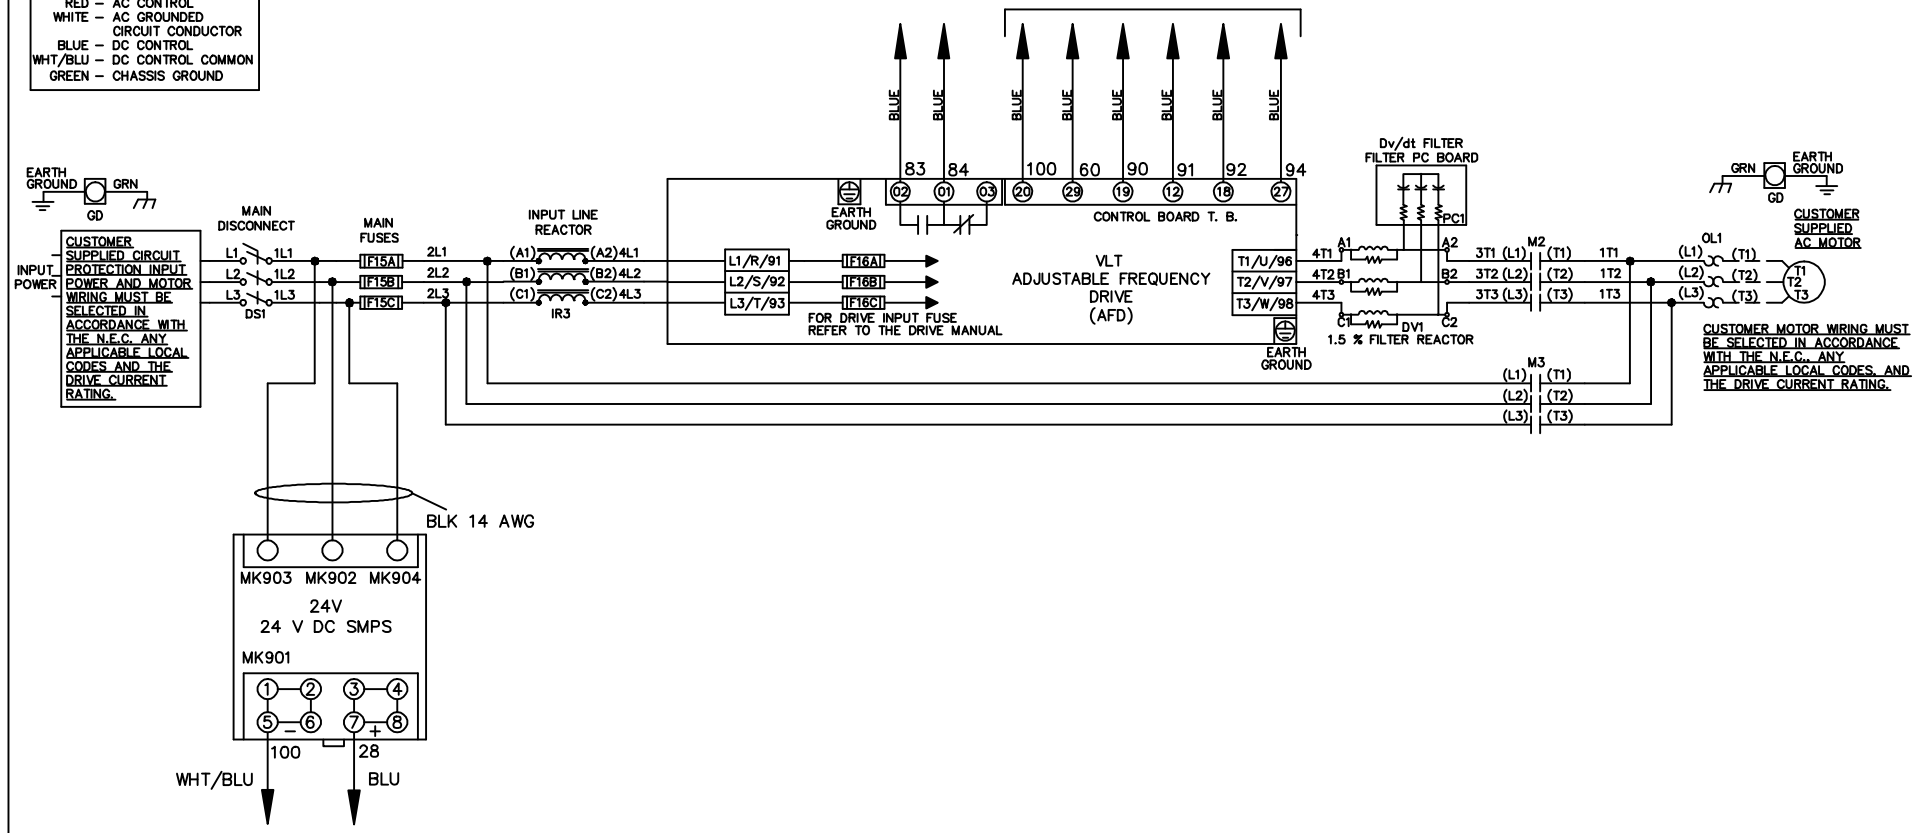 RED – AC CONTROL
WHITE – AC GROUNDED
CIRCUIT CONDUCTOR
BLUE – DC CONTROL
WHT/BLU – DC CONTROL COMMON
GREEN – CHASSIS GROUND
BLUE
BLUE
BLUE
BLUE
BLUE
BLUE
BLUE
BLUE
83
84
100
60
90
91
92
94
02
01
03
20
29
19
12
18
27
EARTH
GROUND
CONTROL BOARD T. B.
EARTH
GROUND
GRN
GD
MAIN
DISCONNECT
MAIN
FUSES
INPUT LINE
REACTOR
CUSTOMER
SUPPLIED CIRCUIT
PROTECTION INPUT
POWER AND MOTOR
WIRING MUST BE
SELECTED IN
ACCORDANCE WITH
THE N.E.C. ANY
APPLICABLE LOCAL
CODES AND THE
DRIVE CURRENT
RATING.
INPUT
POWER
L1
1L1
F15A
2L1
(A1)
(A2)
4L1
L2
1L2
F15B
2L2
(B1)
(B2)
4L2
L3
1L3
F15C
2L3
(C1)
(C2)
4L3
DS1
IR3
L1/R/91
L2/S/92
L3/T/93
F16A
F16B
F16C
FOR DRIVE INPUT FUSE
REFER TO THE DRIVE MANUAL
VLT
ADJUSTABLE FREQUENCY
DRIVE
(AFD)
T1/U/96
T2/V/97
T3/W/98
EARTH
GROUND
Dv/dt FILTER
FILTER PC BOARD
PC1
4T1
A1
A2
4T2
B1
B2
4T3
C1
C2
DV1
1.5 % FILTER REACTOR
M2
3T1 (L1)
(T1)
1T1
3T2 (L2)
(T2)
1T2
3T3 (L3)
(T3)
1T3
M3
(L1)
(T1)
(L2)
(T2)
(L3)
(T3)
OL1
(L1)
(T1)
(L2)
(T2)
(L3)
(T3)
GRN
EARTH
GROUND
GD
CUSTOMER
SUPPLIED
AC MOTOR
T1
T2
T3
CUSTOMER MOTOR WIRING MUST
BE SELECTED IN ACCORDANCE
WITH THE N.E.C., ANY
APPLICABLE LOCAL CODES, AND
THE DRIVE CURRENT RATING.
BLK 14 AWG
MK903
MK902
MK904
24V
24 V DC SMPS
MK901
1
2
3
4
5
6
7
8
–
+
100
28
WHT/BLU
BLU